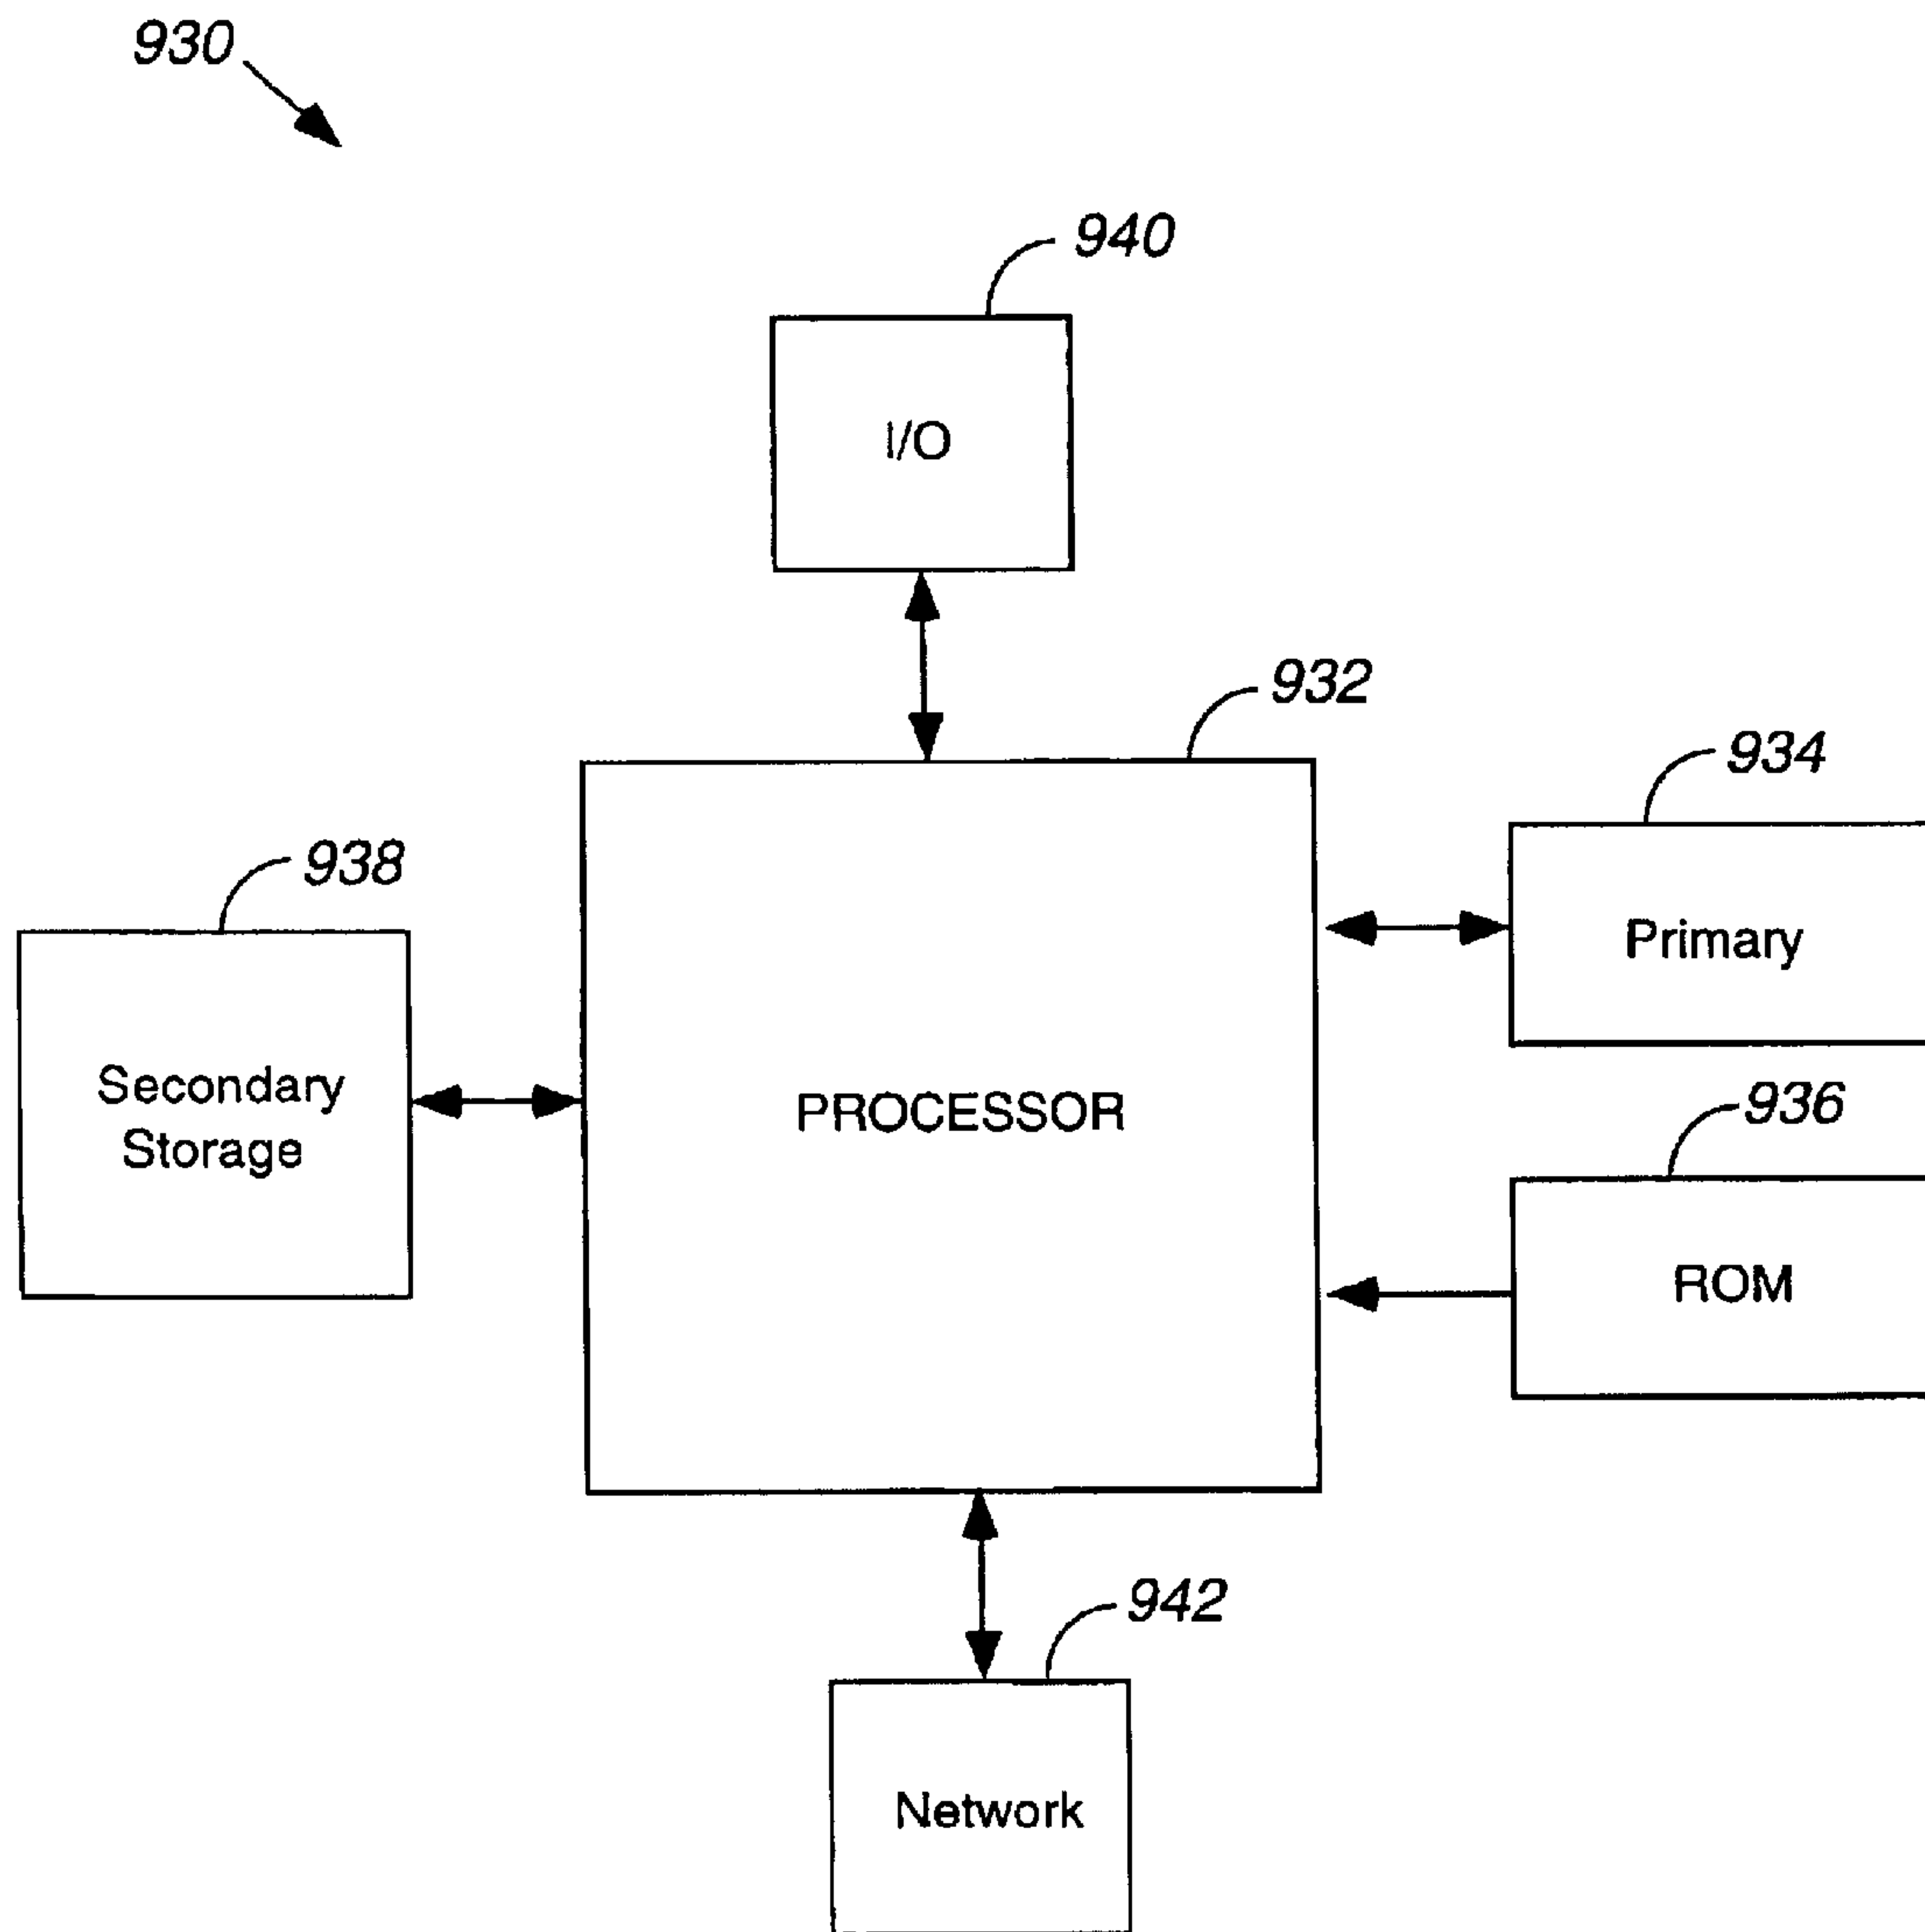 930
940
I/O
932
934
938
Primary
Secondary
Storage
PROCESSOR
936
ROM
942
Network